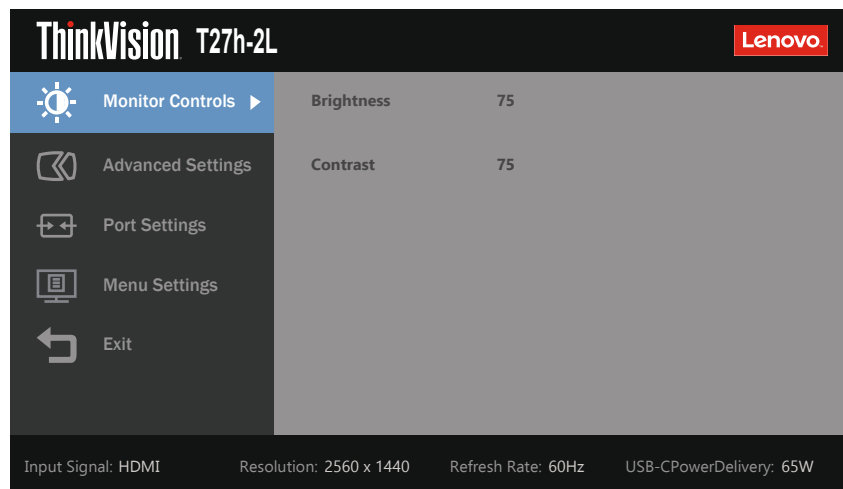 ThinkVision T27h-2L Lenovo.
Monitor Controls Brightness 75
Advanced Settings Contrast 75
Port Settings
Menu Settings
Exit
Input Signal: HDMI Resolution: 2560 x 1440 Refresh Rate: 60Hz USB-CPowerDelivery: 65W